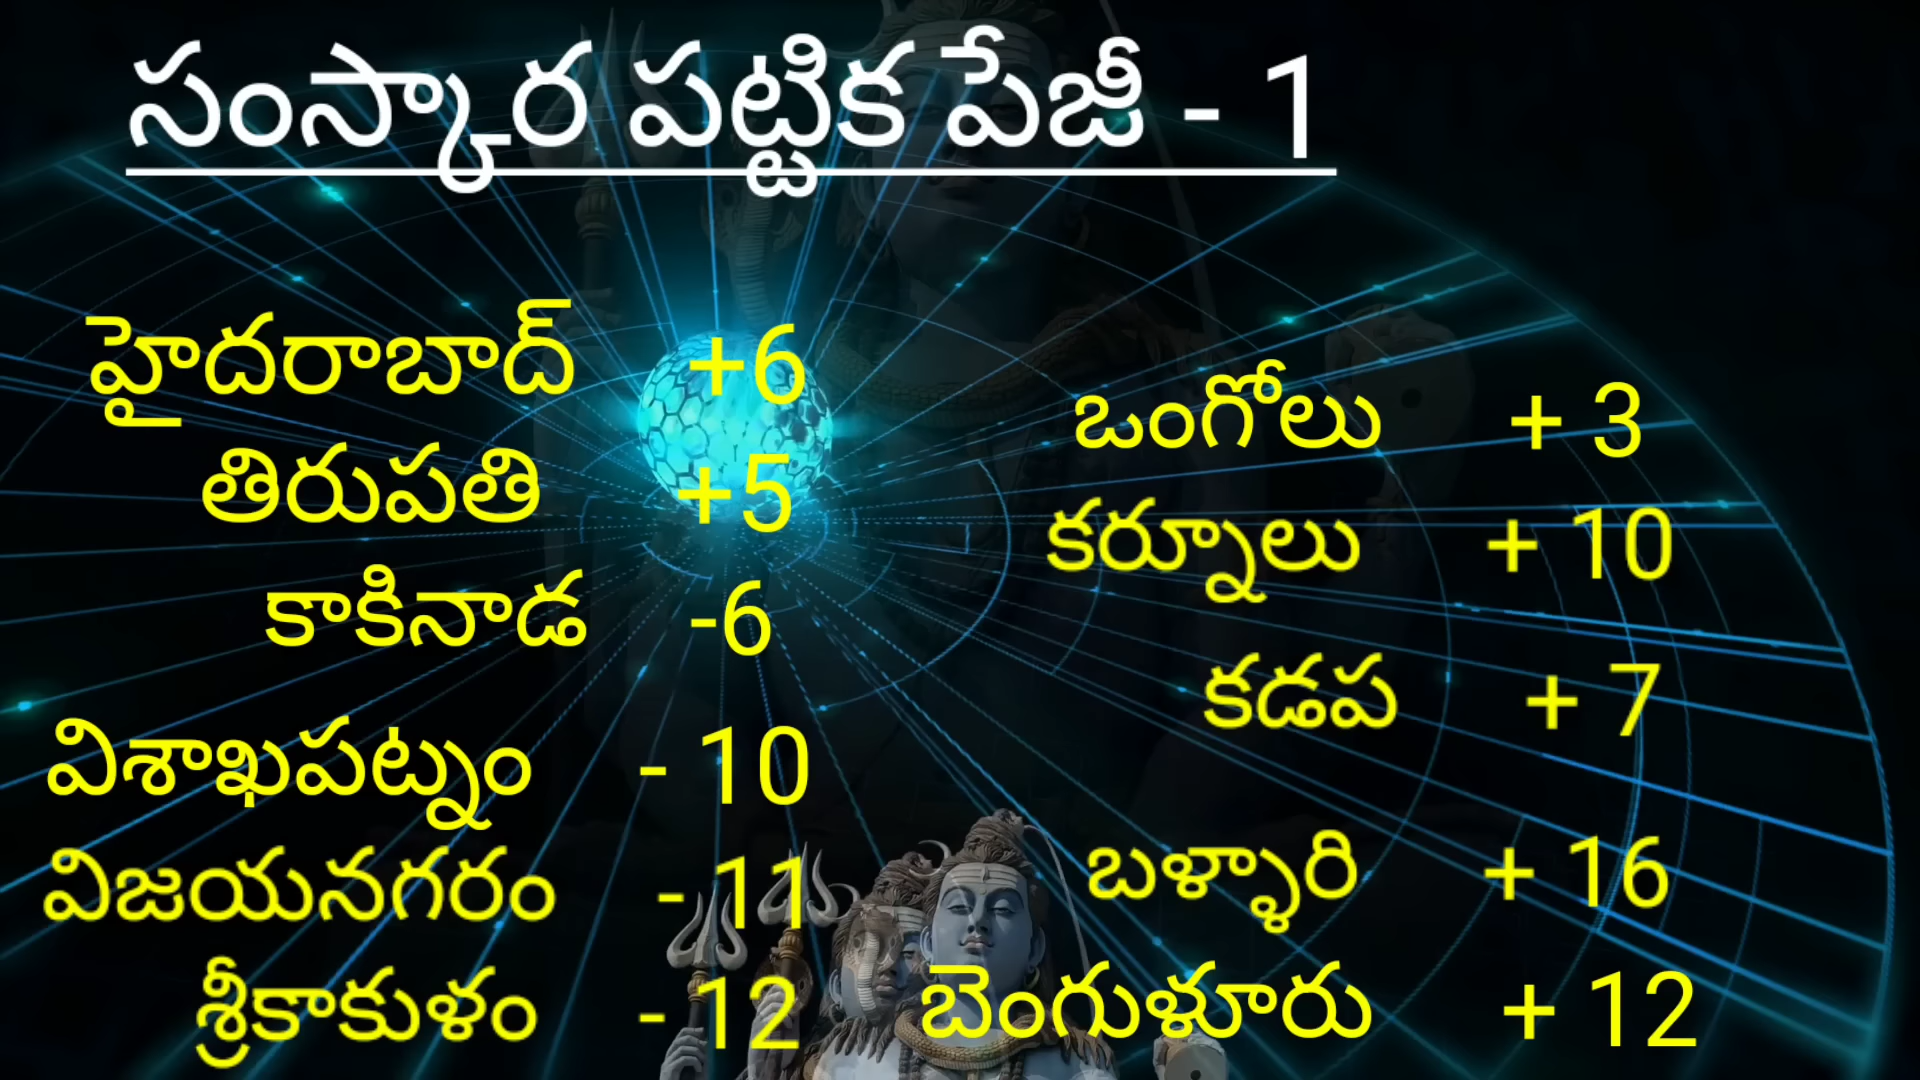 సంస్కార పట్టిక పేజీ - 1
హైదరాబాద్ +6
తిరుపతి +5
కాకినాడ -6
విశాఖపట్నం - 10
విజయనగరం - 11
శ్రీకాకుళం - 12
ఒంగోలు + 3
కర్నూలు + 10
కడప + 7
బళ్ళారి + 16
బెంగుళూరు + 12